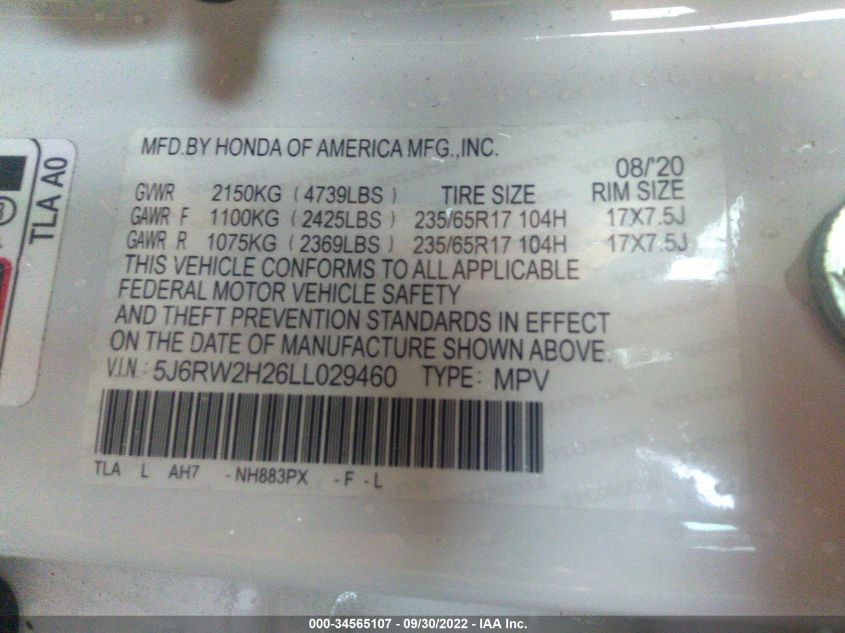 MFD.BY HONDA OF AMERICA MFG.,INC.
08/'20
GVWR 2150KG (4739LBS) TIRE SIZE RIM SIZE
GAWR F 1100KG (2425LBS) 235/65R17 104H 17X7.5J
GAWR R 1075KG (2369LBS) 235/65R17 104H 17X7.5J
THIS VEHICLE CONFORMS TO ALL APPLICABLE
FEDERAL MOTOR VEHICLE SAFETY
AND THEFT PREVENTION STANDARDS IN EFFECT
ON THE DATE OF MANUFACTURE SHOWN ABOVE.
V.I.N.: 5J6RW2H26LL029460 TYPE: MPV
TLA L AH7 -NH883PX -F -L
TLA A0
000-34565107 - 09/30/2022 - IAA Inc.